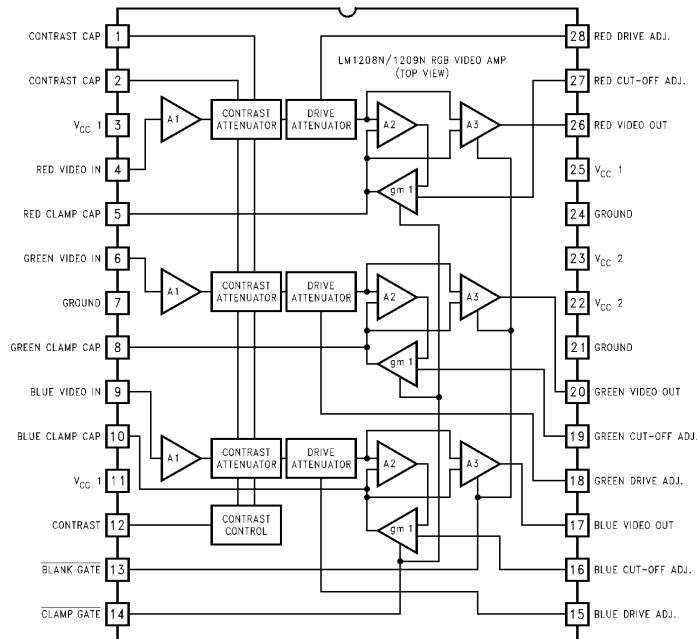 LM1208N/1209N RGB VIDEO AMP
(TOP VIEW)
CONTRAST CAP 1
CONTRAST CAP 2
VCC 1 3
RED VIDEO IN 4
RED CLAMP CAP 5
GREEN VIDEO IN 6
GROUND 7
GREEN CLAMP CAP 8
BLUE VIDEO IN 9
BLUE CLAMP CAP 10
VCC 1 11
CONTRAST 12
BLANK GATE 13
CLAMP GATE 14
28 RED DRIVE ADJ.
27 RED CUT-OFF ADJ.
26 RED VIDEO OUT
25 VCC 1
24 GROUND
23 VCC 2
22 VCC 2
21 GROUND
20 GREEN VIDEO OUT
19 GREEN CUT-OFF ADJ.
18 GREEN DRIVE ADJ.
17 BLUE VIDEO OUT
16 BLUE CUT-OFF ADJ.
15 BLUE DRIVE ADJ.
A1
CONTRAST
ATTENUATOR
DRIVE
ATTENUATOR
A2
A3
gm 1
A1
CONTRAST
ATTENUATOR
DRIVE
ATTENUATOR
A2
A3
gm 1
A1
CONTRAST
ATTENUATOR
DRIVE
ATTENUATOR
A2
A3
gm 1
CONTRAST
CONTROL